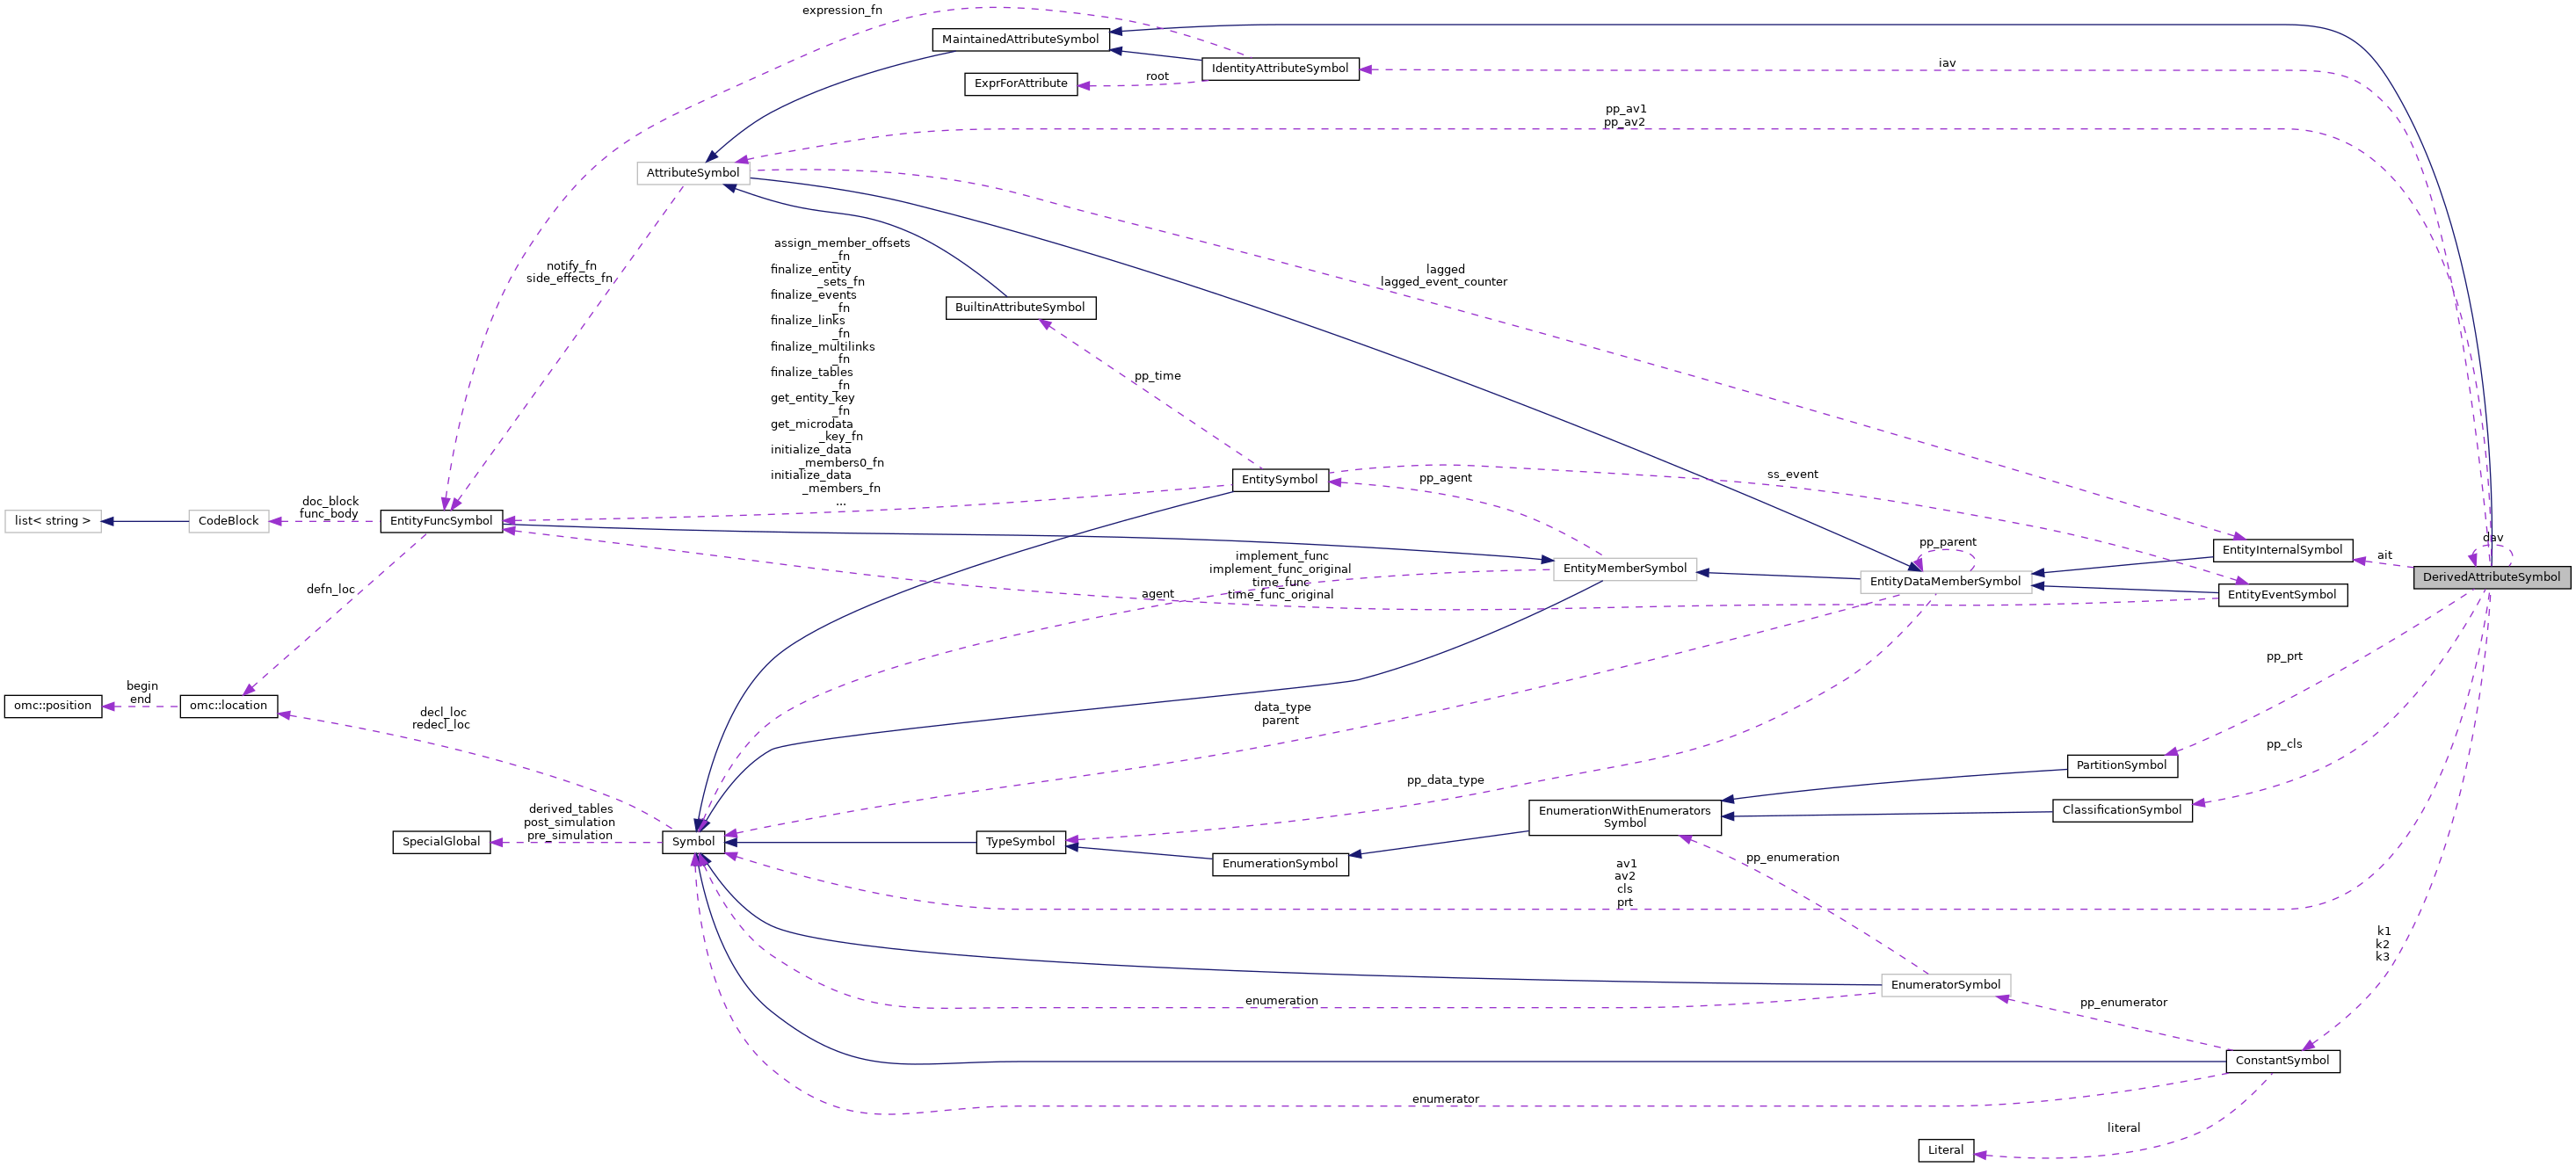 expression_fn
MaintainedAttributeSymbol
IdentityAttributeSymbol
iav
root
ExprForAttribute
pp_av1
pp_av2
AttributeSymbol
assign_member_offsets
_fn
finalize_entity
_sets_fn
finalize_events
_fn
finalize_links
_fn
finalize_multilinks
_fn
finalize_tables
_fn
get_entity_key
_fn
get_microdata
_key_fn
initialize_data
_members0_fn
initialize_data
_members_fn
...
notify_fn
side_effects_fn
lagged
lagged_event_counter
BuiltinAttributeSymbol
pp_time
EntitySymbol
pp_agent
ss_event
doc_block
func_body
list< string >
CodeBlock
EntityFuncSymbol
dav
pp_parent
EntityInternalSymbol
ait
implement_func
implement_func_original
time_func
time_func_original
EntityMemberSymbol
EntityDataMemberSymbol
DerivedAttributeSymbol
defn_loc
agent
EntityEventSymbol
pp_prt
begin
end
omc::position
omc::location
decl_loc
redecl_loc
data_type
parent
pp_cls
PartitionSymbol
pp_data_type
derived_tables
post_simulation
pre_simulation
EnumerationWithEnumerators
Symbol
ClassificationSymbol
SpecialGlobal
Symbol
TypeSymbol
EnumerationSymbol
pp_enumeration
av1
av2
cls
prt
k1
k2
k3
EnumeratorSymbol
enumeration
pp_enumerator
ConstantSymbol
enumerator
literal
Literal